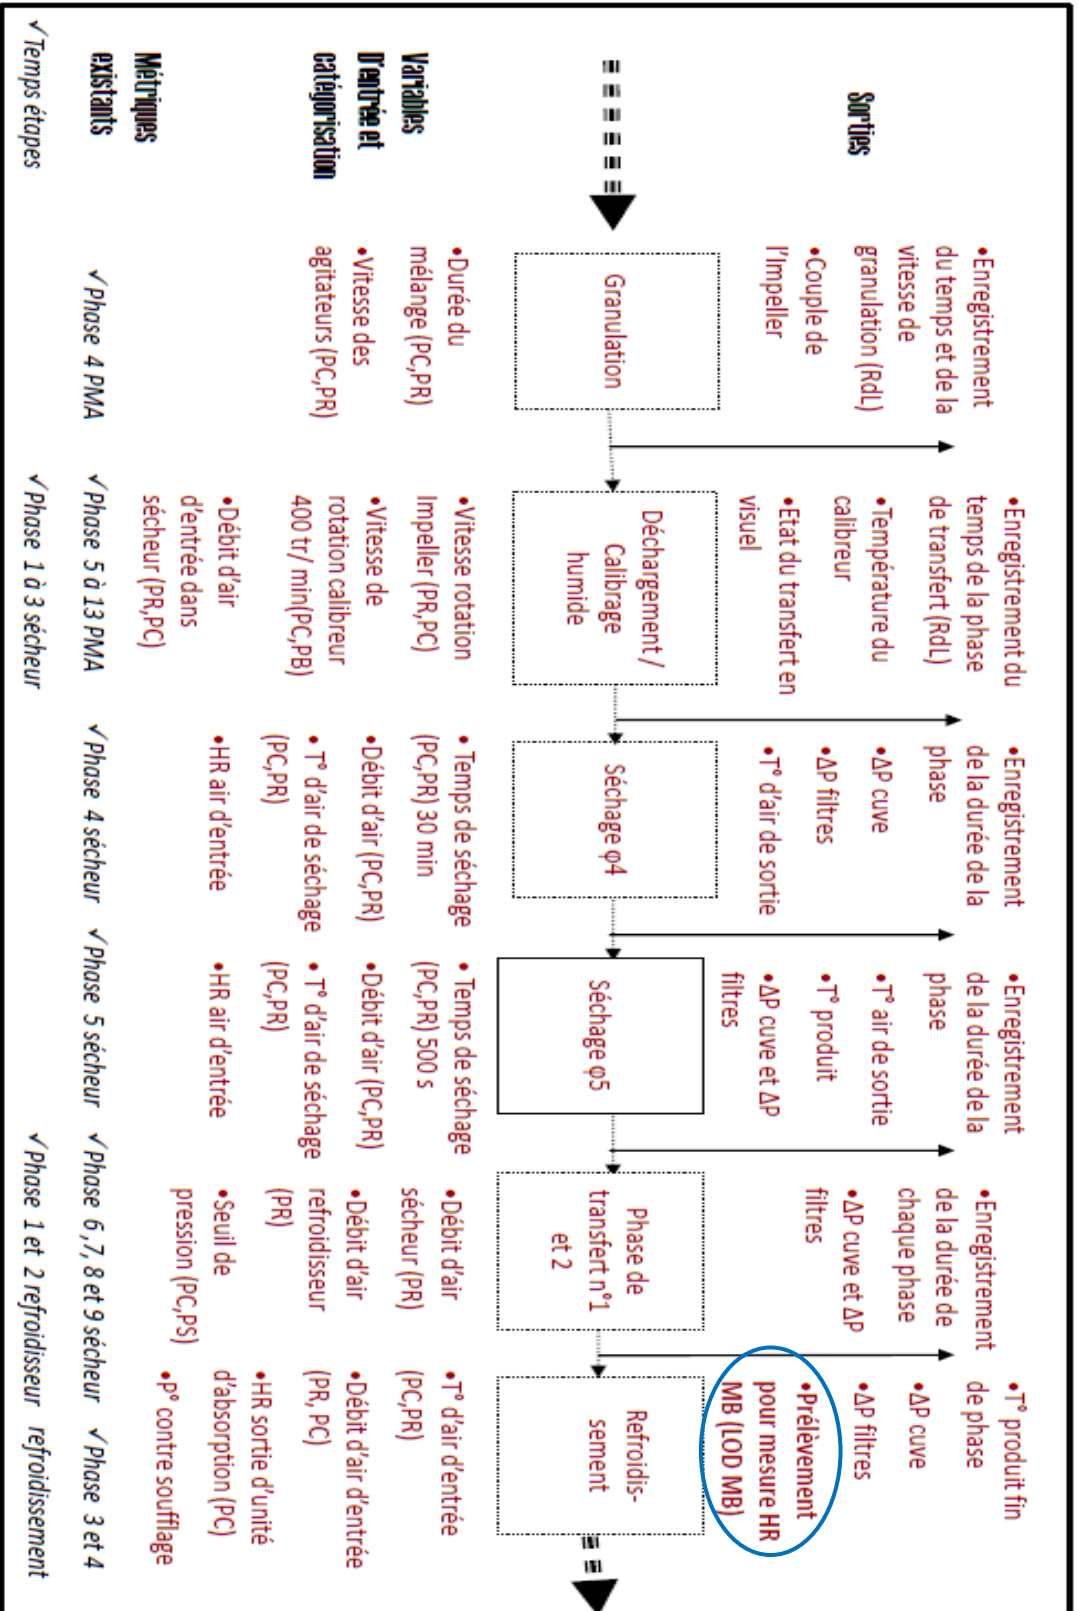 Sorties
•Enregistrement
du temps et de la
vitesse de
granulation (RdL)
•Couple de
l'Impeller
•Enregistrement du
temps de la phase
de transfert (RdL)
•Température du
calibreur
•Etat du transfert en
visuel
•Enregistrement
de la durée de la
phase
•ΔP cuve
•ΔP filtres
•T° d'air de sortie
•Enregistrement
de la durée de la
phase
•T° air de sortie
•T° produit
•ΔP cuve et ΔP
filtres
•Enregistrement
de la durée de
chaque phase
•ΔP cuve et ΔP
filtres
•T° produit fin
de phase
•ΔP cuve
•ΔP filtres
•Prélèvement
pour mesure HR
MB (LOD MB)
Granulation
Déchargement /
Calibrage
humide
Séchage φ4
Séchage φ5
Phase de
transfert n°1
et 2
Refroidis-
sement
Variables
D'entrée et
catégorisation
•Durée du
mélange (PC,PR)
•Vitesse des
agitateurs (PC,PR)
•Vitesse rotation
Impeller (PR,PC)
•Vitesse de
rotation calibreur
400 tr/ min(PC,PB)
•Débit d'air
d'entrée dans
sécheur (PR,PC)
• Temps de séchage
(PC,PR) 30 min
•Débit d'air (PC,PR)
• T° d'air de séchage
(PC,PR)
•HR air d'entrée
• Temps de séchage
(PC,PR) 500 s
•Débit d'air (PC,PR)
• T° d'air de séchage
(PC,PR)
•HR air d'entrée
•Débit d'air
sécheur (PR)
•Débit d'air
refroidisseur
(PR)
•Seuil de
pression (PC,PS)
•T° d'air d'entrée
(PC,PR)
•Débit d'air d'entrée
(PR, PC)
•HR sortie d'unité
d'absorption (PC)
•P° contre soufflage
Métriques
existants
✓Temps étapes
✓Phase 4 PMA
✓Phase 5 à 13 PMA
✓Phase 1 à 3 sécheur
✓Phase 4 sécheur
✓Phase 5 sécheur
✓Phase 6,7, 8 et 9 sécheur
✓Phase 1 et 2 refroidisseur
✓Phase 3 et 4
refroidissement